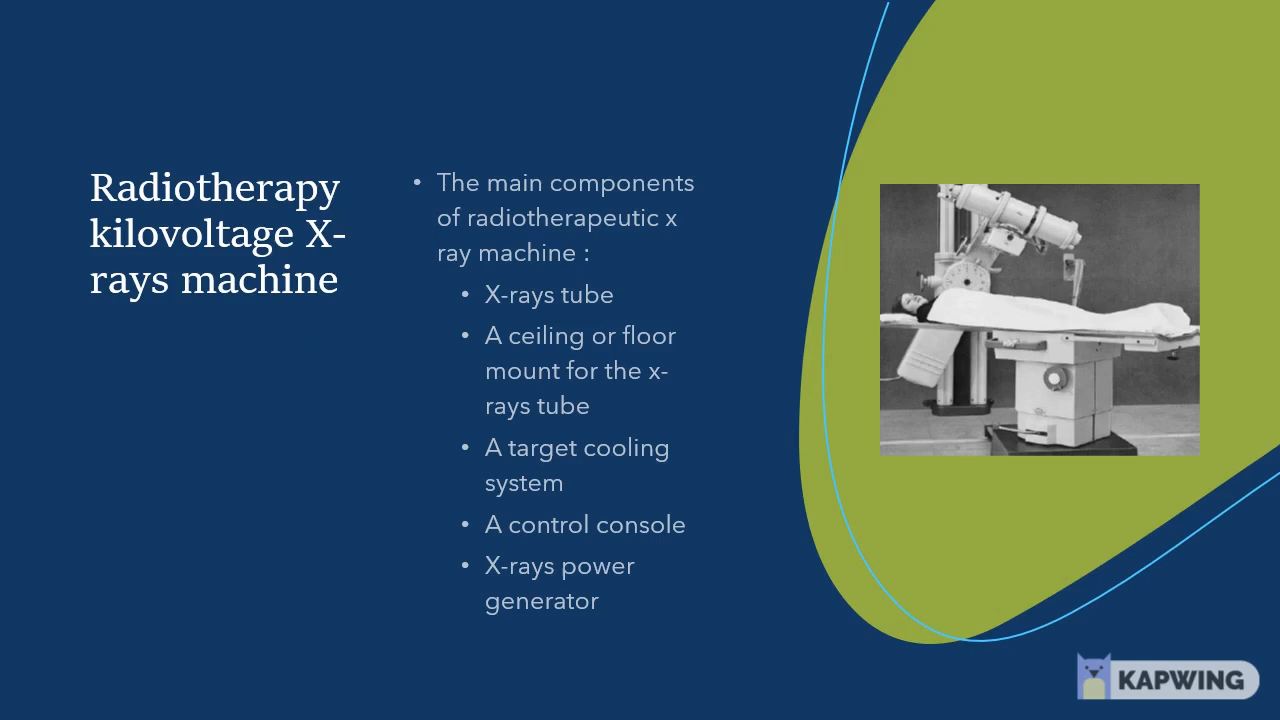 Radiotherapy
kilovoltage X-
rays machine
• The main components
of radiotherapeutic x
ray machine :
• X-rays tube
• A ceiling or floor
mount for the x-
rays tube
• A target cooling
system
• A control console
• X-rays power
generator
KAPWING